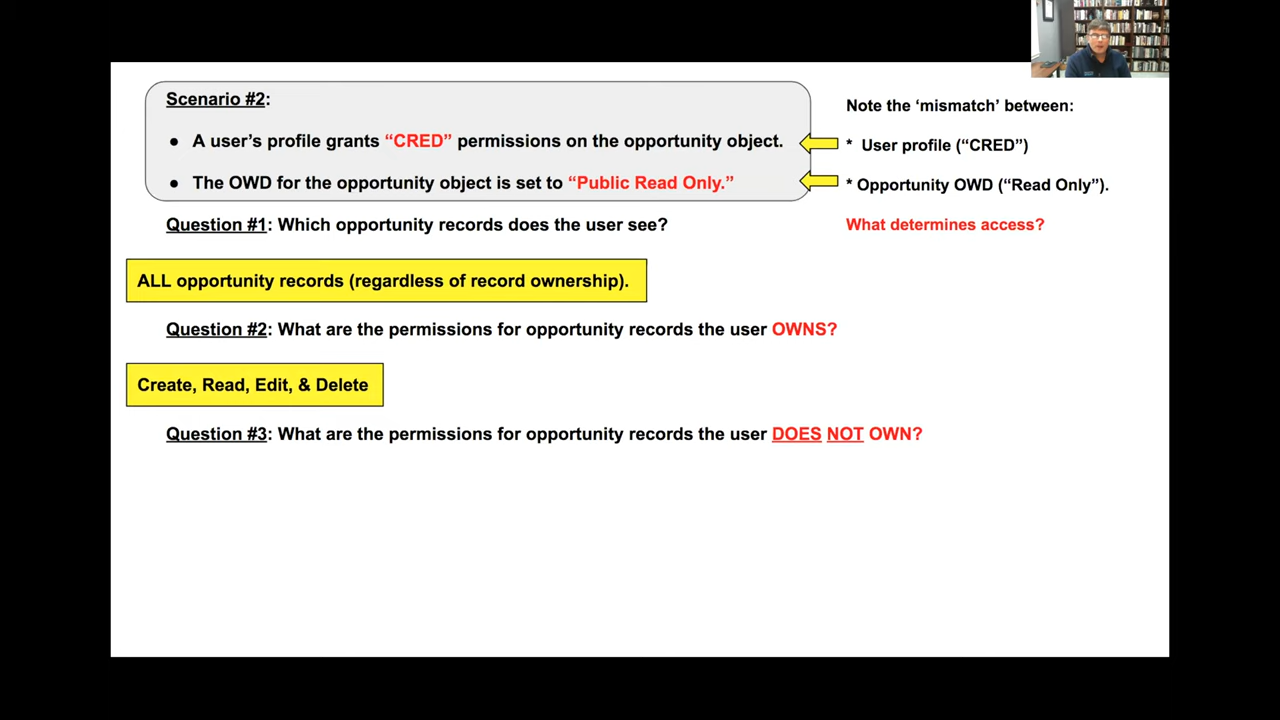 Scenario #2:
● A user’s profile grants “CRED” permissions on the opportunity object.
● The OWD for the opportunity object is set to “Public Read Only.”
Note the ‘mismatch’ between:
* User profile (“CRED”)
* Opportunity OWD (“Read Only”).
What determines access?
Question #1: Which opportunity records does the user see?
ALL opportunity records (regardless of record ownership).
Question #2: What are the permissions for opportunity records the user OWNS?
Create, Read, Edit, & Delete
Question #3: What are the permissions for opportunity records the user DOES NOT OWN?